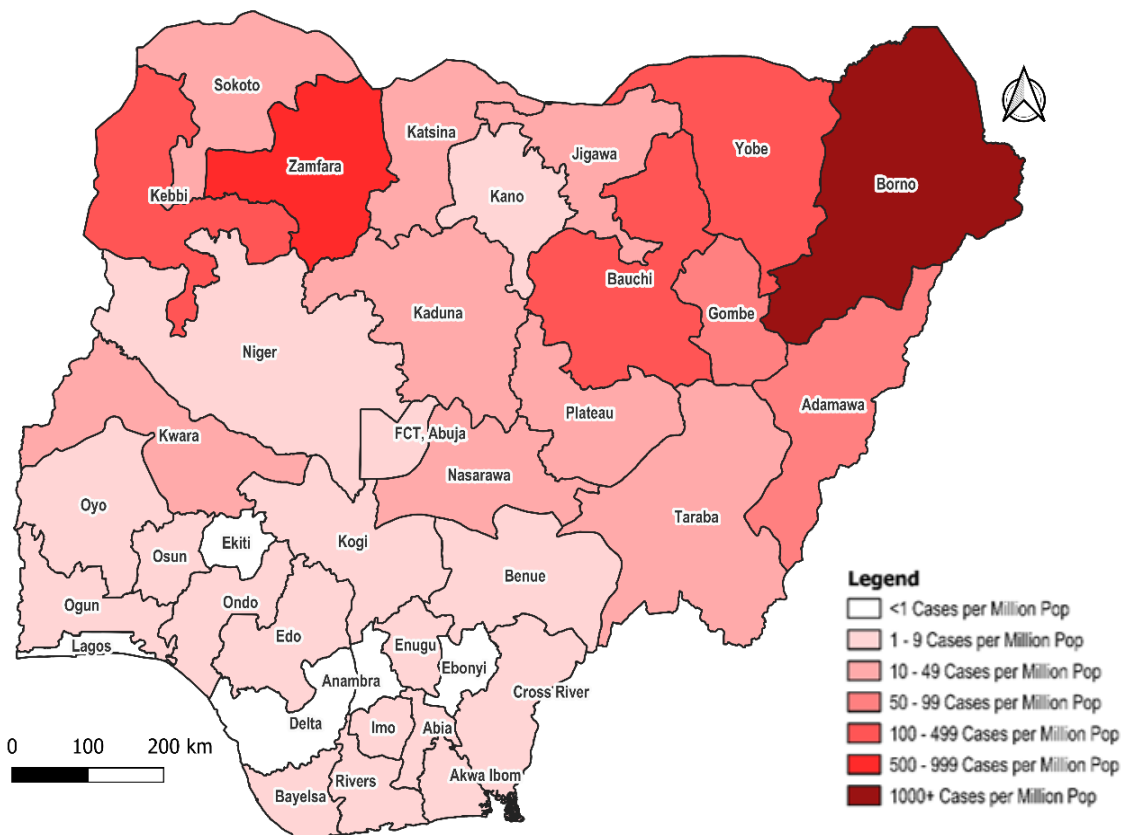 Sokoto
Katsina
Zamfara
Jigawa
Yobe
Borno
Kebbi
Kano
Bauchi
Kaduna
Gombe
Niger
Adamawa
Plateau
FCT, Abuja
Kwara
Nasarawa
Oyo
Taraba
Kogi
Ekiti
Osun
Benue
Ogun
Ondo
Edo
Lagos
Enugu
Ebonyi
Anambra
Cross River
Delta
Imo
Abia
Akwa Ibom
Rivers
Bayelsa
0 100 200 km
Legend
<1 Cases per Million Pop
1 - 9 Cases per Million Pop
10 - 49 Cases per Million Pop
50 - 99 Cases per Million Pop
100 - 499 Cases per Million Pop
500 - 999 Cases per Million Pop
1000+ Cases per Million Pop